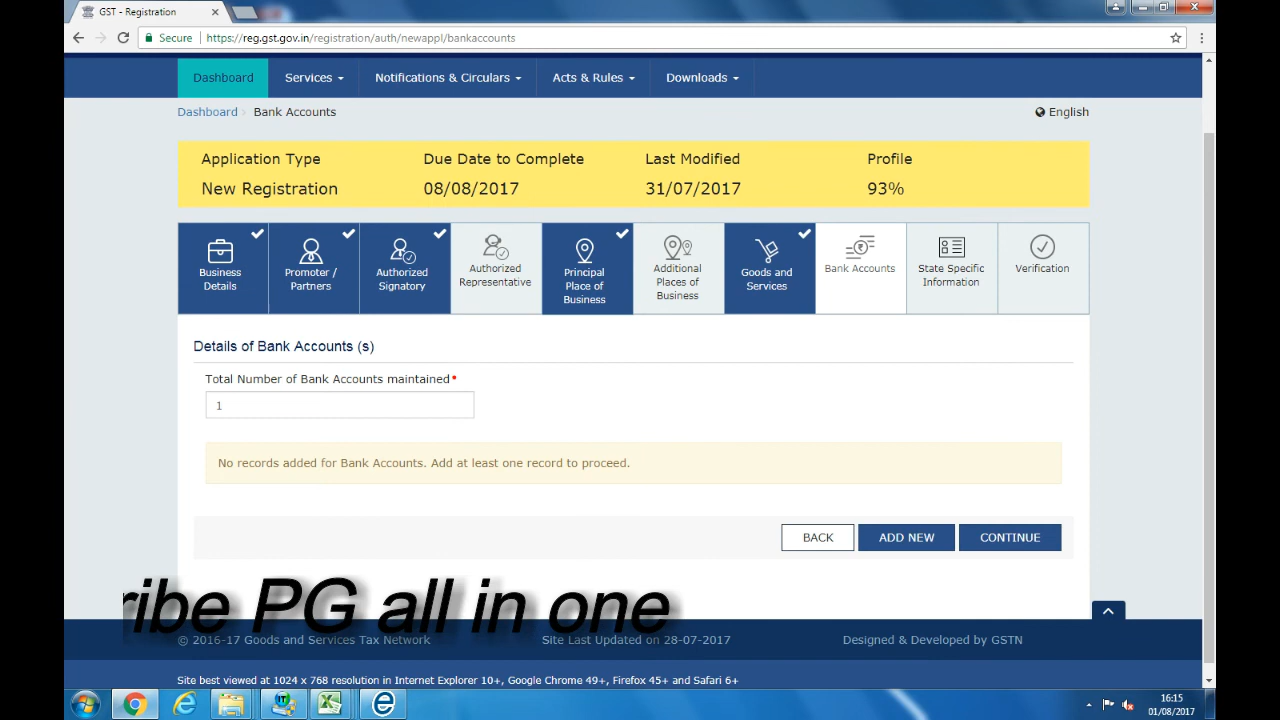 GST - Registration
Secure https://reg.gst.gov.in/registration/auth/newappl/bankaccounts
Dashboard Services Notifications & Circulars Acts & Rules Downloads
Dashboard Bank Accounts English
Application Type Due Date to Complete Last Modified Profile
New Registration 08/08/2017 31/07/2017 93%
Business Details
Promoter / Partners
Authorized Signatory
Authorized Representative
Principal Place of Business
Additional Places of Business
Goods and Services
Bank Accounts
State Specific Information
Verification
Details of Bank Accounts (s)
Total Number of Bank Accounts maintained•
1
No records added for Bank Accounts. Add at least one record to proceed.
BACK ADD NEW CONTINUE
ribe PG all in one
© 2016-17 Goods and Services Tax Network Site Last Updated on 28-07-2017 Designed & Developed by GSTN
Site best viewed at 1024 x 768 resolution in Internet Explorer 10+, Google Chrome 49+, Firefox 45+ and Safari 6+
16:15
01/08/2017